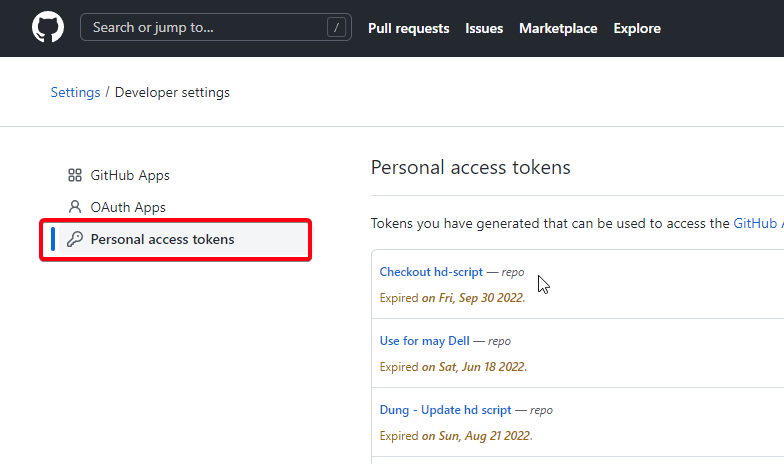 Search or jump to... /
Pull requests Issues Marketplace Explore
Settings / Developer settings
GitHub Apps
OAuth Apps
Personal access tokens
Personal access tokens
Tokens you have generated that can be used to access the GitHub
Checkout hd-script — repo
Expired on Fri, Sep 30 2022.
Use for may Dell — repo
Expired on Sat, Jun 18 2022.
Dung - Update hd script — repo
Expired on Sun, Aug 21 2022.